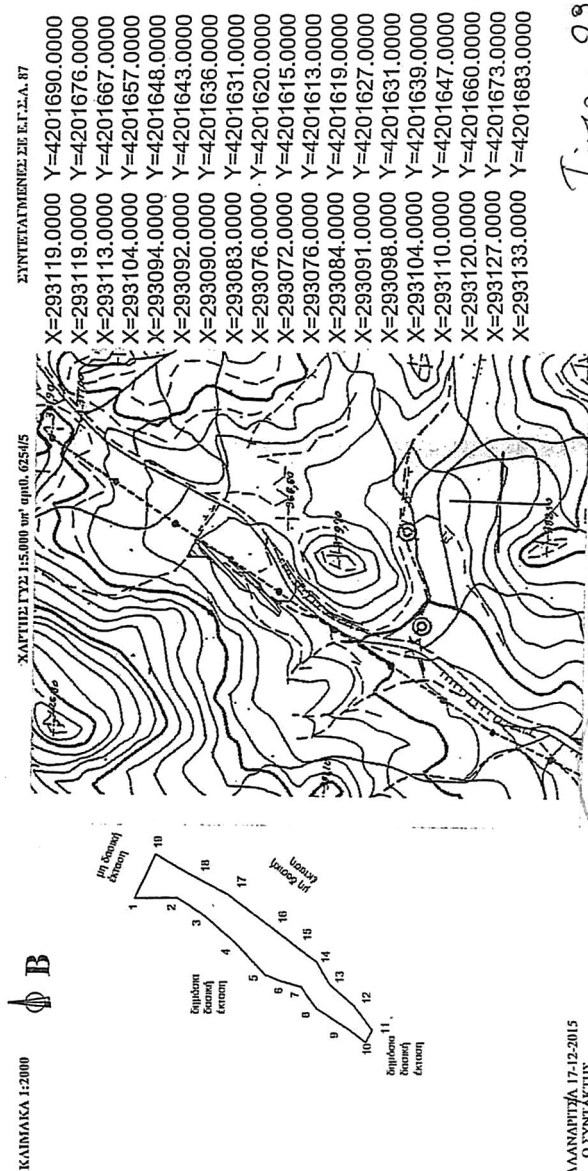 ΚΛΙΜΑΚΑ 1:2000
Β
1
2
3
4
5
6
7
8
9
10
11
12
13
14
15
16
17
18
19
μη δασική
έκταση
δημόσια
δασική
έκταση
μη δασική
έκταση
δημόσια
δασική
έκταση
ΧΑΡΤΗΣ ΓΥΣ 1:5.000 υπ' αριθ. 6254/5
ΣΥΝΤΕΤΑΓΜΕΝΕΣ ΣΕ Ε.Γ.Σ.Α. 87
X=293119.0000 Y=4201690.0000
X=293119.0000 Y=4201676.0000
X=293113.0000 Y=4201667.0000
X=293104.0000 Y=4201657.0000
X=293094.0000 Y=4201648.0000
X=293092.0000 Y=4201643.0000
X=293090.0000 Y=4201636.0000
X=293083.0000 Y=4201631.0000
X=293076.0000 Y=4201620.0000
X=293072.0000 Y=4201615.0000
X=293076.0000 Y=4201613.0000
X=293084.0000 Y=4201619.0000
X=293091.0000 Y=4201627.0000
X=293098.0000 Y=4201631.0000
X=293104.0000 Y=4201639.0000
X=293110.0000 Y=4201647.0000
X=293120.0000 Y=4201660.0000
X=293127.0000 Y=4201673.0000
X=293133.0000 Y=4201683.0000
ΛΑΝΑΡΙΤΣΑ 17-12-2015
Ο ΣΥΝΤΑΚΤΗΣ